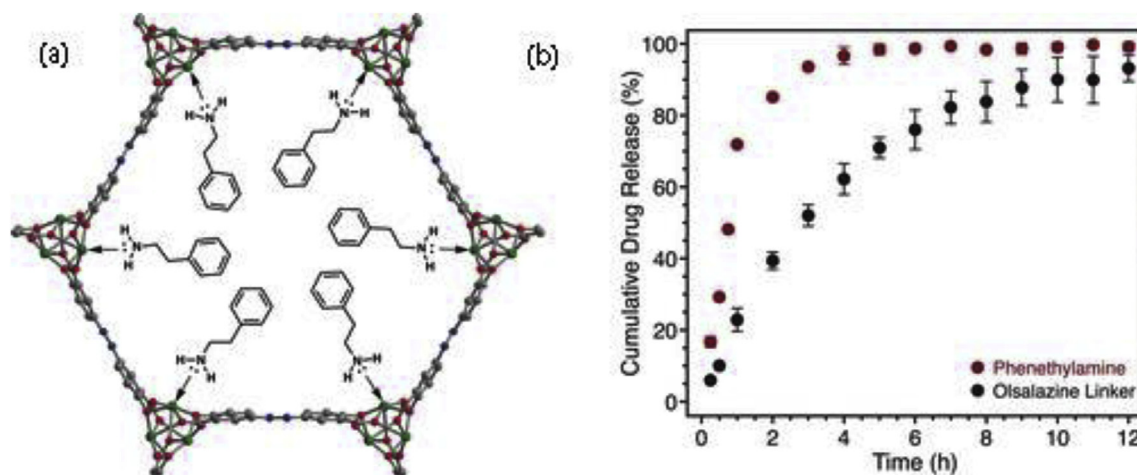 (a)
H
H
N
H
N
H
H
N
H
N
H
H
H
N
H
N
H
H
(b)
Cumulative Drug Release (%)
100
80
60
40
20
0
Phenethylamine
Olsalazine Linker
0
2
4
6
8
10
12
Time (h)